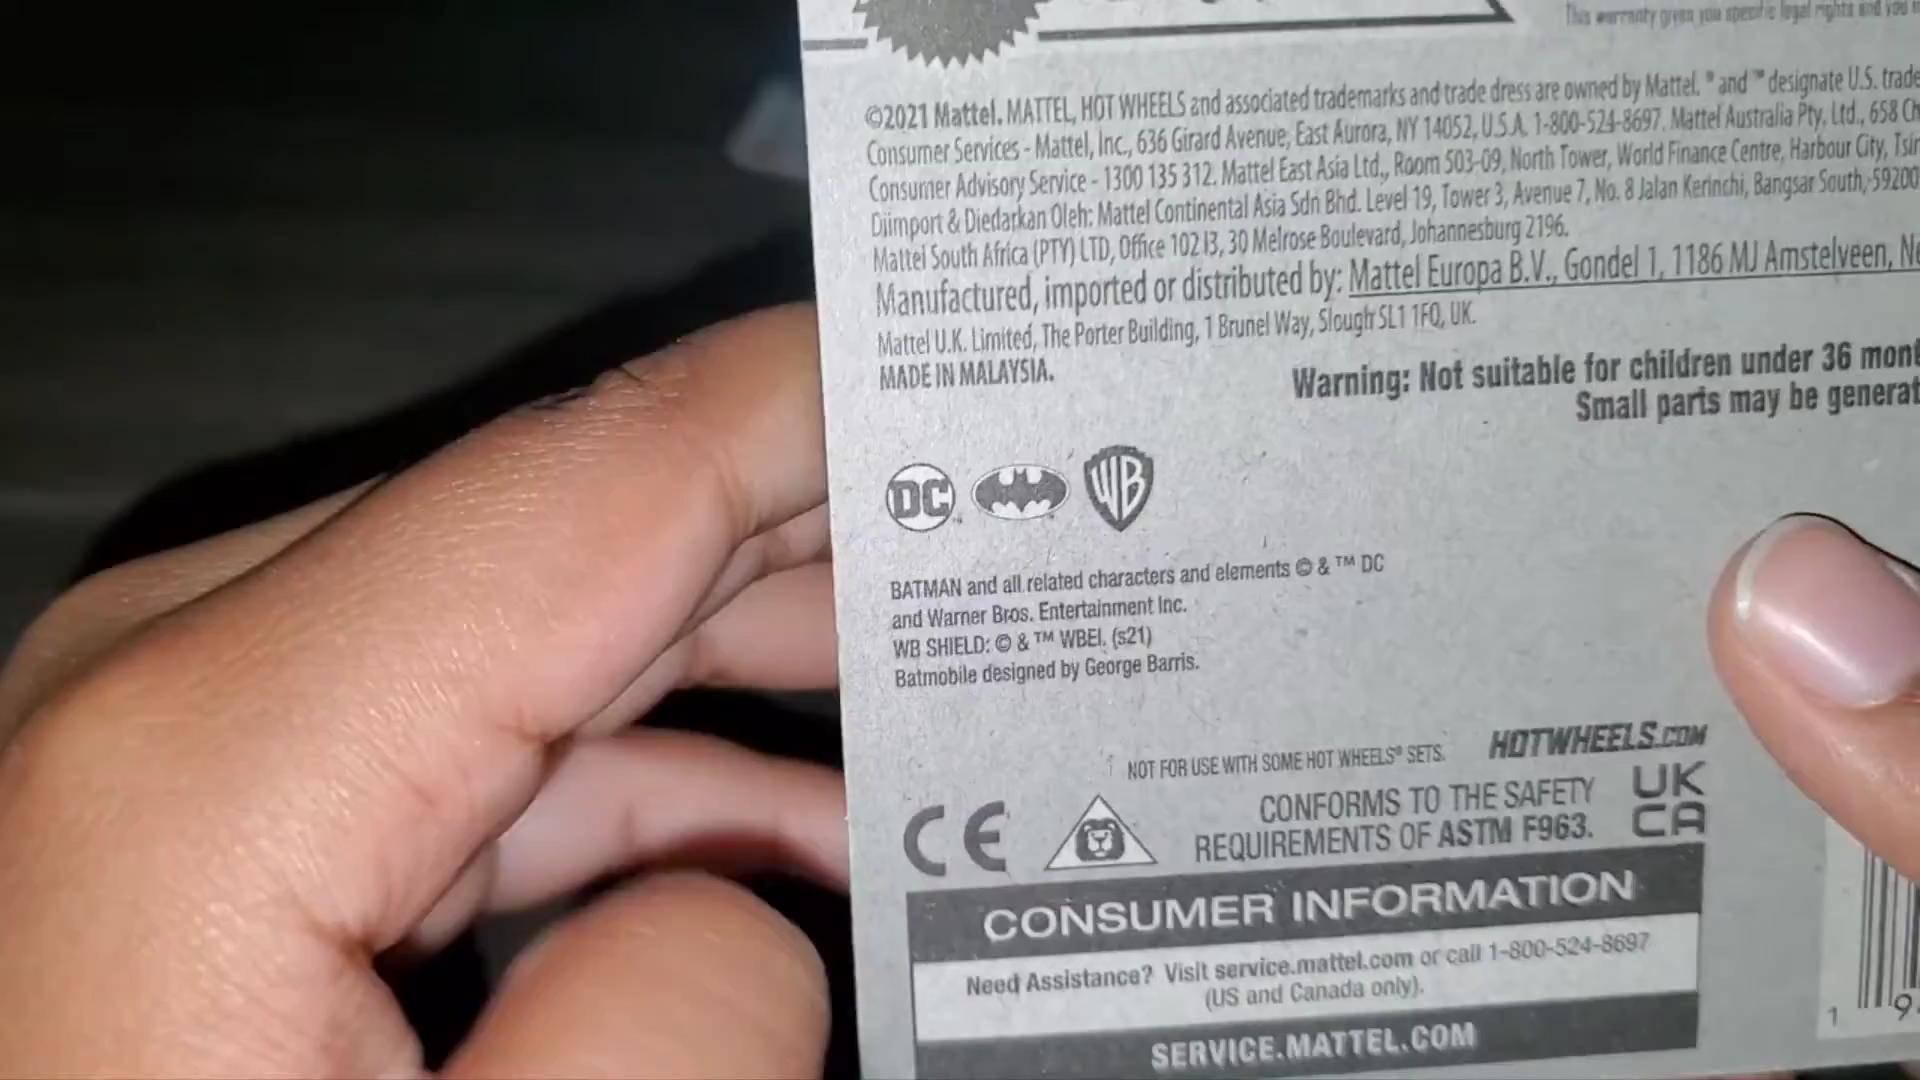 This warranty gives you specific legal rights and you
©2021 Mattel. MATTEL, HOT WHEELS and associated trademarks and trade dress are owned by Mattel. ® and ™ designate U.S. trade
Consumer Services - Mattel, Inc., 636 Girard Avenue, East Aurora, NY 14052, U.S.A. 1-800-524-8697. Mattel Australia Pty, Ltd., 658 Ch
Consumer Advisory Service - 1300 135 312. Mattel East Asia Ltd., Room 503-09, North Tower, World Finance Centre, Harbour City, Tsi
Diimport & Diedarkan Oleh: Mattel Continental Asia Sdn Bhd. Level 19, Tower 3, Avenue 7, No. 8 Jalan Kerinchi, Bangsar South, 59200
Mattel South Africa (PTY) LTD, Office 102 I3, 30 Melrose Boulevard, Johannesburg 2196.
Manufactured, imported or distributed by: Mattel Europa B.V., Gondel 1, 1186 MJ Amstelveen, Ne
Mattel U.K. Limited, The Porter Building, 1 Brunel Way, Slough SL1 1FQ, UK.
MADE IN MALAYSIA.
Warning: Not suitable for children under 36 mont
Small parts may be generat
DC WB
BATMAN and all related characters and elements © & ™ DC
and Warner Bros. Entertainment Inc.
WB SHIELD: © & ™ WBEI. (s21)
Batmobile designed by George Barris.
NOT FOR USE WITH SOME HOT WHEELS® SETS. HOTWHEELS.COM
CE CONFORMS TO THE SAFETY
REQUIREMENTS OF ASTM F963.
UK
CA
CONSUMER INFORMATION
Need Assistance? Visit service.mattel.com or call 1-800-524-8697
(US and Canada only).
SERVICE.MATTEL.COM
1 9